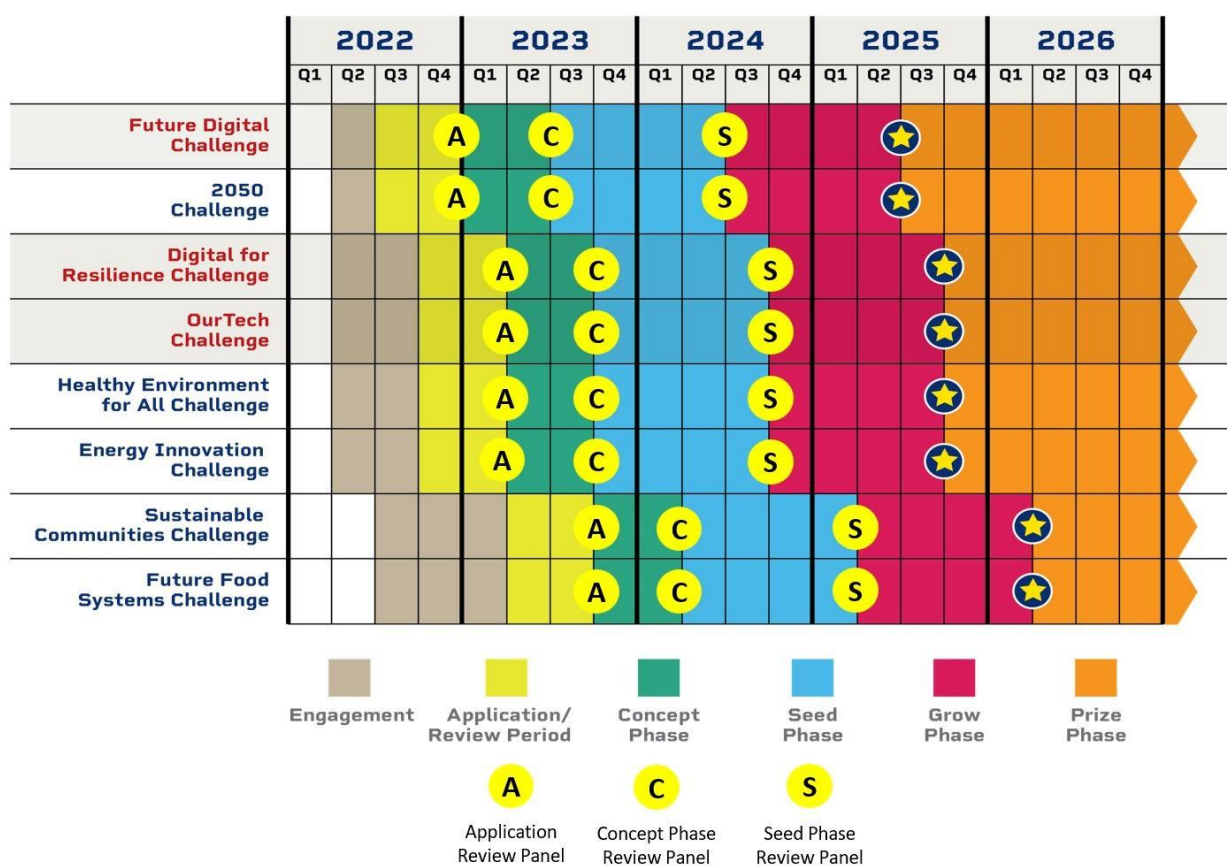 2022 2023 2024 2025 2026
Q1 Q2 Q3 Q4 Q1 Q2 Q3 Q4 Q1 Q2 Q3 Q4 Q1 Q2 Q3 Q4 Q1 Q2 Q3 Q4
Future Digital
Challenge
A C S
2050
Challenge
A C S
Digital for
Resilience Challenge
A C S
OurTech
Challenge
A C S
Healthy Environment
for All Challenge
A C S
Energy Innovation
Challenge
A C S
Sustainable
Communities Challenge
A C S
Future Food
Systems Challenge
A C S
Engagement
Application/
Review Period
Concept
Phase
Seed
Phase
Grow
Phase
Prize
Phase
A
Application
Review Panel
C
Concept Phase
Review Panel
S
Seed Phase
Review Panel